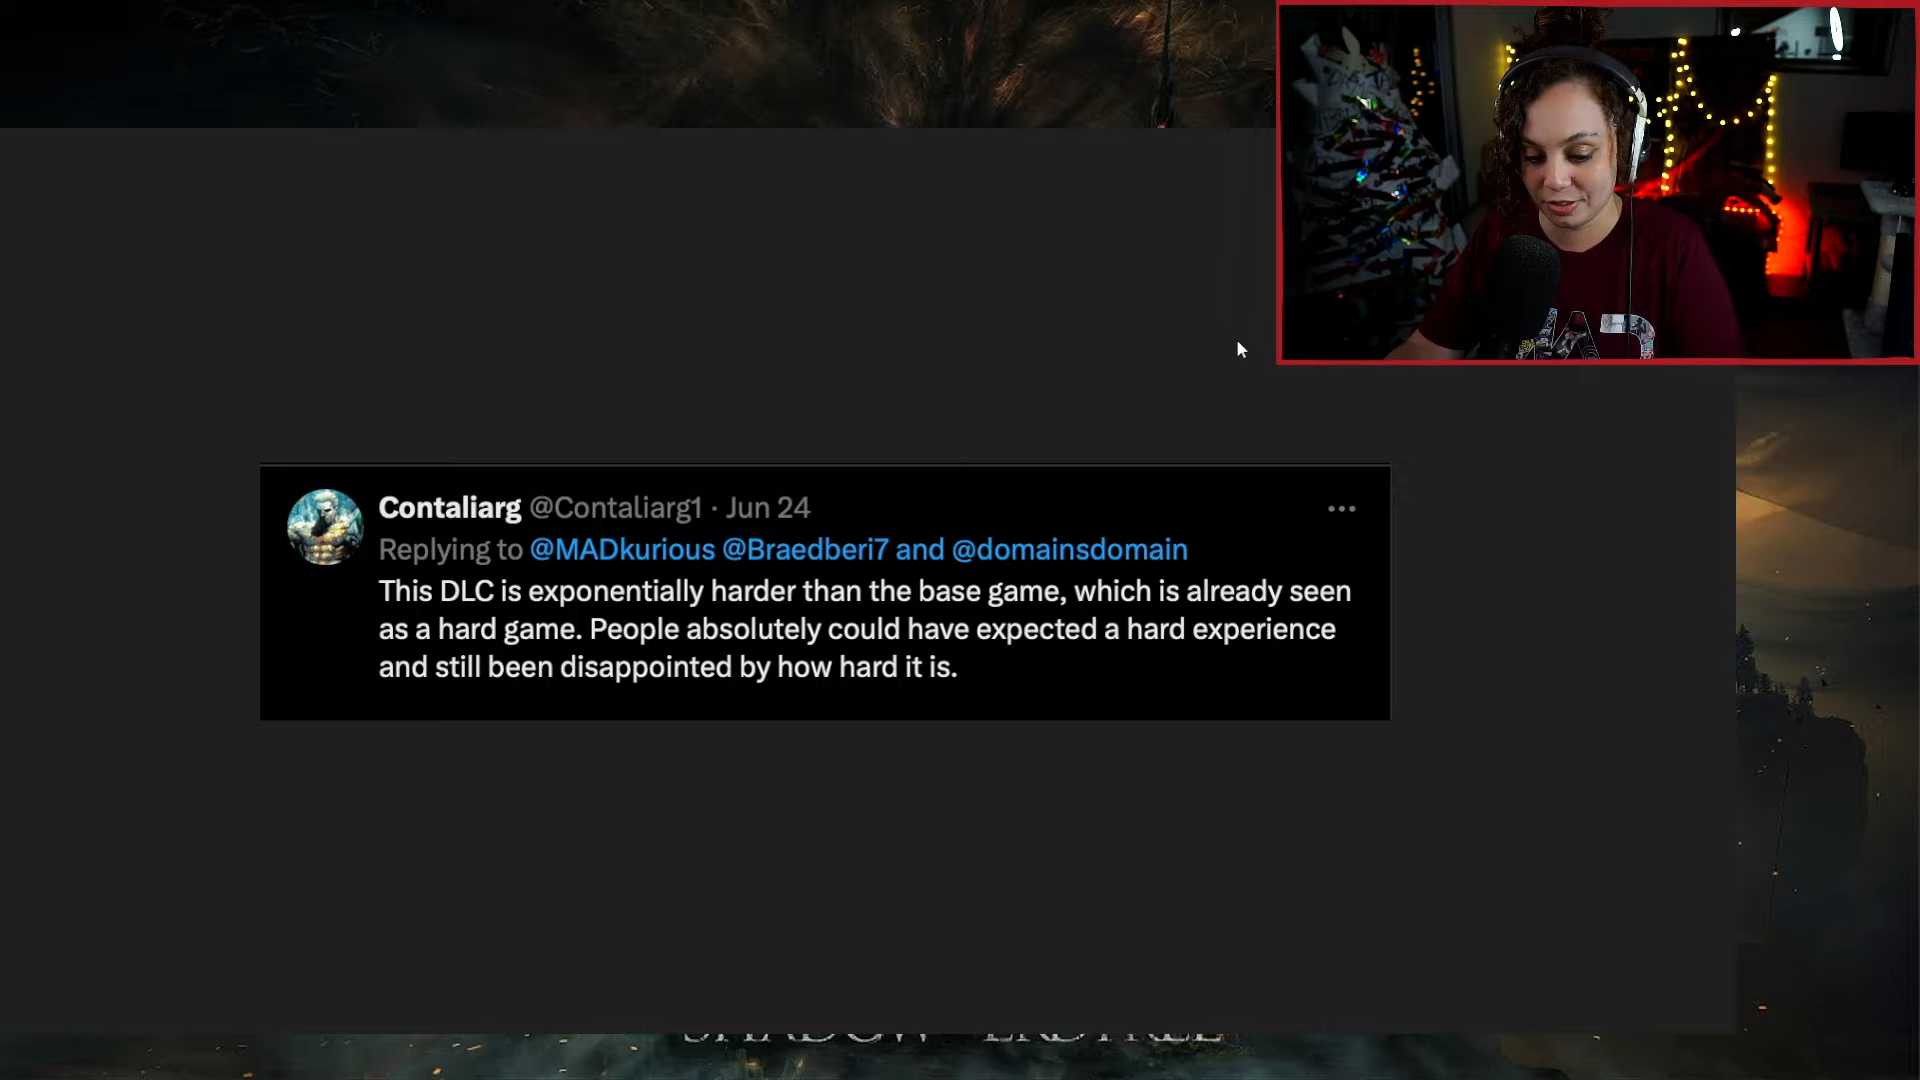 Contaliarg @Contaliarg1 · Jun 24
Replying to @MADkurious @Braedberi7 and @domainsdomain
This DLC is exponentially harder than the base game, which is already seen
as a hard game. People absolutely could have expected a hard experience
and still been disappointed by how hard it is.
SHADOW ERDTREE